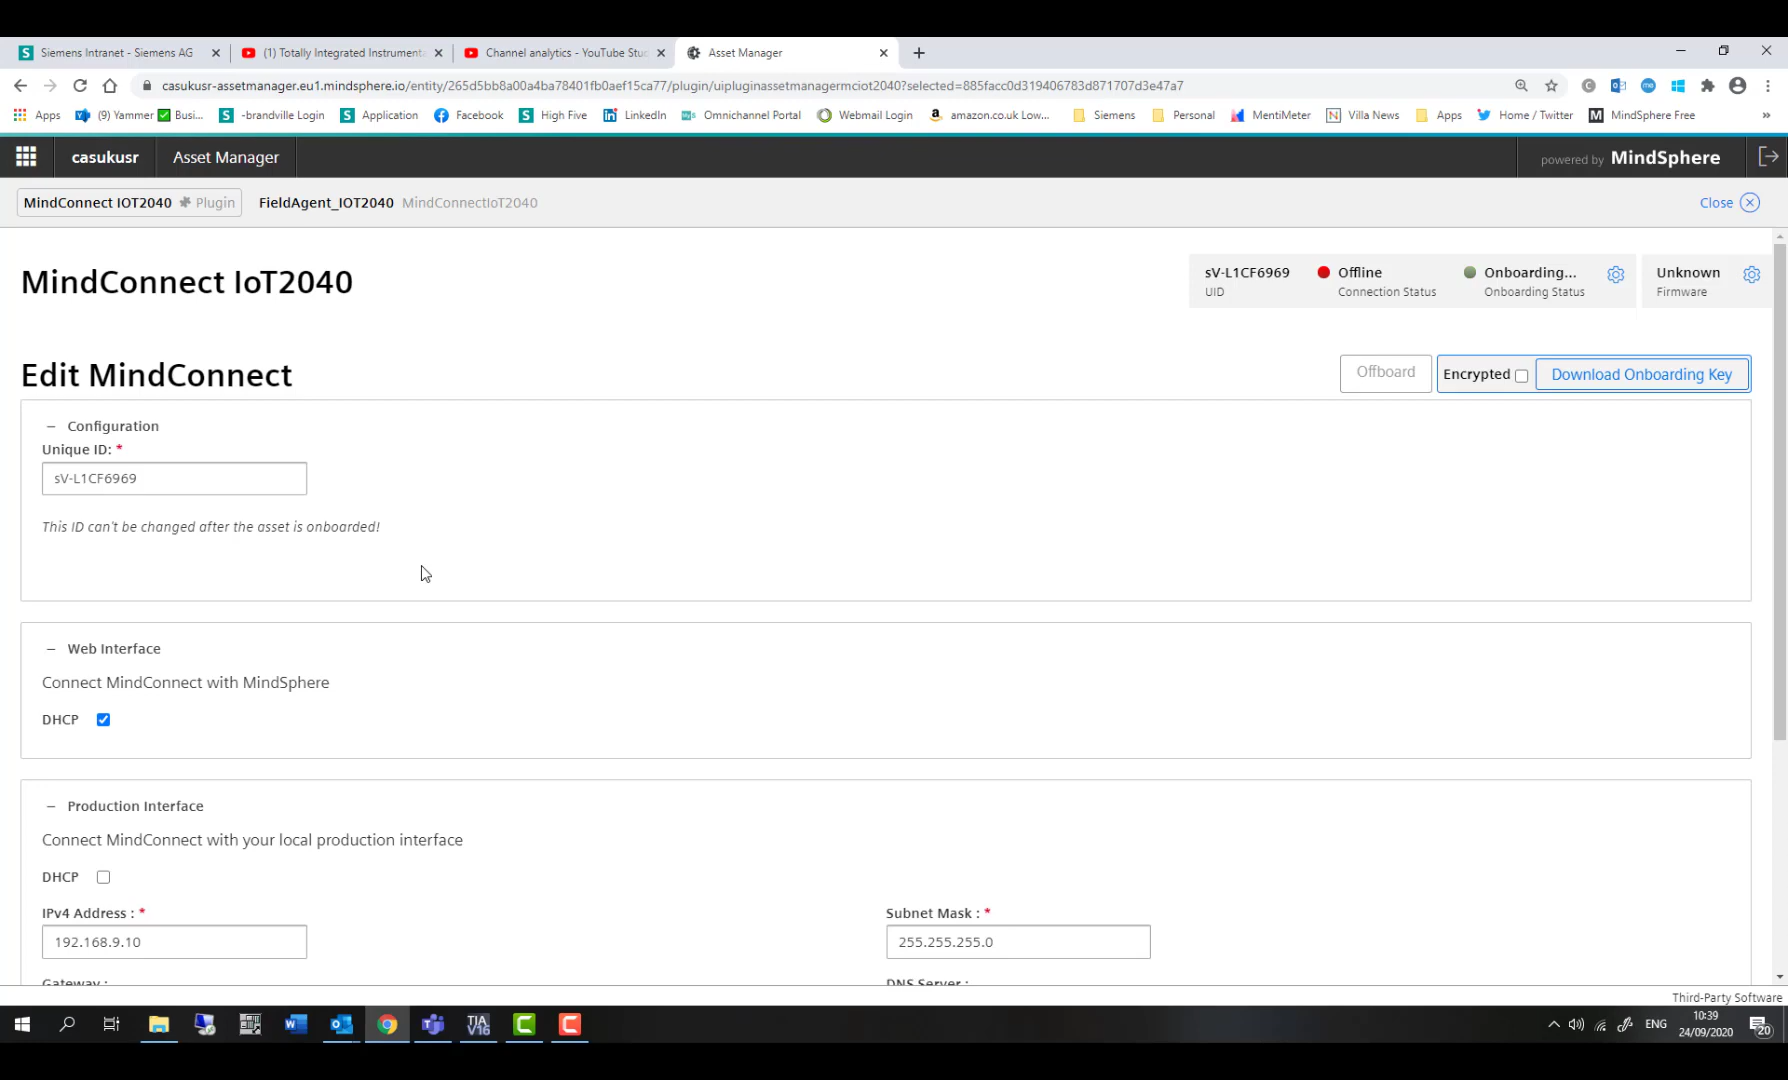 Siemens Intranet - Siemens AG
(1) Totally Integrated Instrument
Channel analytics - YouTube Stu
Asset Manager
casukusr-assetmanager.eu1.mindsphere.io/entity/265d5bb8a00a4ba78401fb0aef15ca77/plugin/uipluginassetmanagermciot2040?selected=885facc0d319406783d871707d3e47a7
Apps
(9) Yammer
Busi...
-brandville Login
Application
Facebook
High Five
LinkedIn
Omnichannel Portal
Webmail Login
amazon.co.uk Low...
Siemens
Personal
MentiMeter
Villa News
Apps
Home / Twitter
MindSphere Free
»
casukusr
Asset Manager
powered by MindSphere
MindConnect IOT2040 Plugin
FieldAgent_IOT2040 MindConnectIoT2040
Close
MindConnect IoT2040
sV-L1CF6969
UID
Offline
Connection Status
Onboarding...
Onboarding Status
Unknown
Firmware
Edit MindConnect
Offboard
Encrypted
Download Onboarding Key
Configuration
Unique ID: *
sV-L1CF6969
This ID can't be changed after the asset is onboarded!
Web Interface
Connect MindConnect with MindSphere
DHCP
Production Interface
Connect MindConnect with your local production interface
DHCP
IPv4 Address : *
192.168.9.10
Subnet Mask : *
255.255.255.0
Gateway :
DNS Server :
Third-Party Software
TIA
V16
ENG
10:39
24/09/2020
20